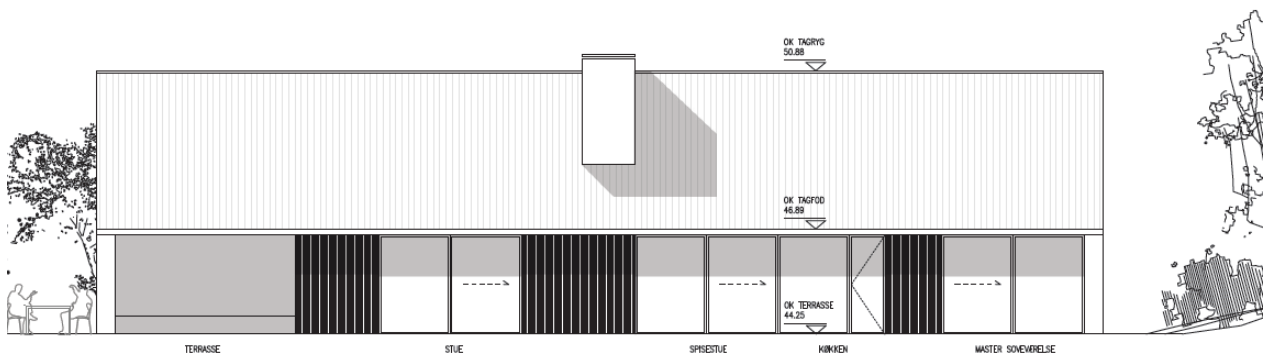 OK TAGRYG
50.88
OK TAGFOD
46.89
OK TERRASSE
44.25
TERRASSE
STUE
SPISESTUE
KØKKEN
MASTER SOVEVÆRELSE